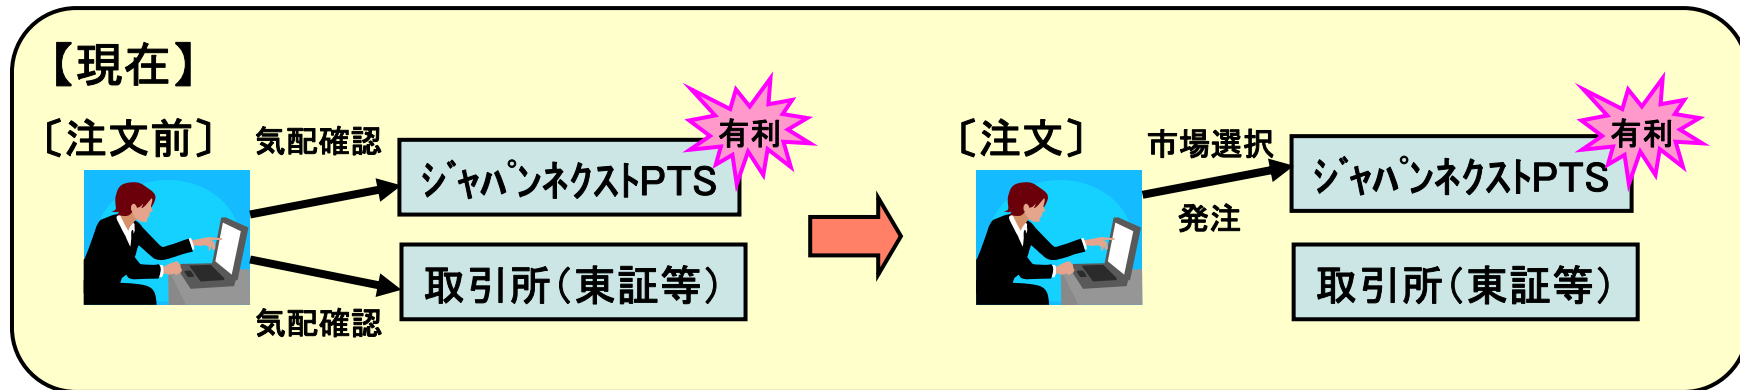 【現在】
〔注文前〕
気配確認
ジャパンネクストPTS
有利
取引所(東証等)
気配確認
〔注文〕
市場選択
発注
ジャパンネクストPTS
有利
取引所(東証等)